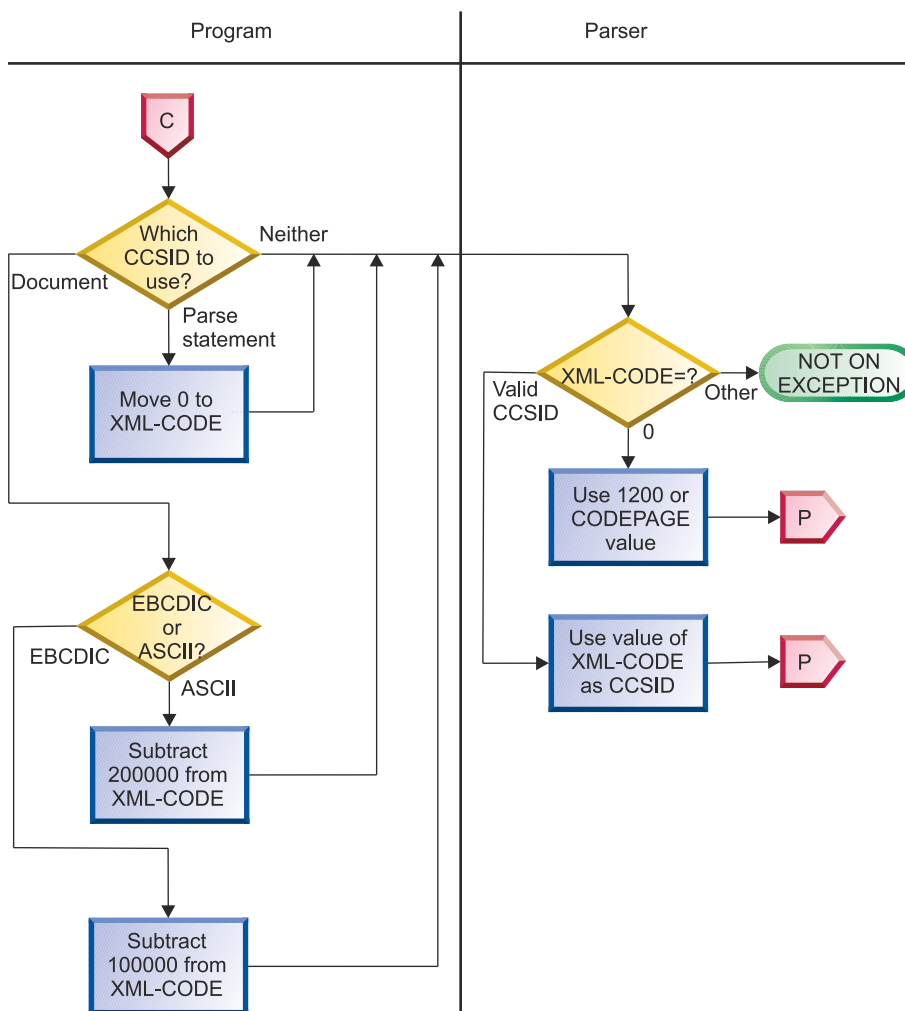 Program
Parser
C
Which
CCSID to
use?
Neither
Document
Parse
statement
Move 0 to
XML-CODE
XML-CODE=?
Valid
CCSID
Other
NOT ON
EXCEPTION
0
Use 1200 or
CODEPAGE
value
P
EBCDIC
or
ASCII?
EBCDIC
ASCII
Use value of
XML-CODE
as CCSID
P
Subtract
200000 from
XML-CODE
Subtract
100000 from
XML-CODE